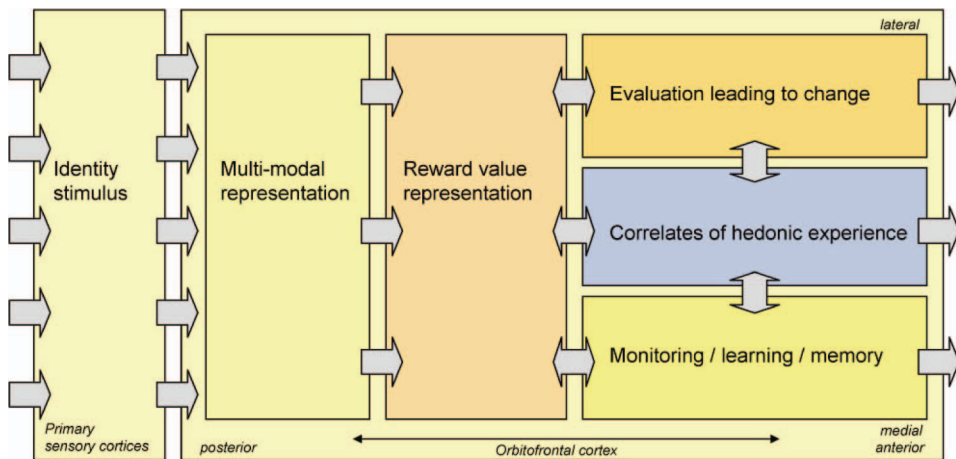 lateral
Identity
stimulus
Multi-modal
representation
Reward value
representation
Evaluation leading to change
Correlates of hedonic experience
Monitoring / learning / memory
Primary
sensory cortices
posterior
Orbitofrontal cortex
medial
anterior